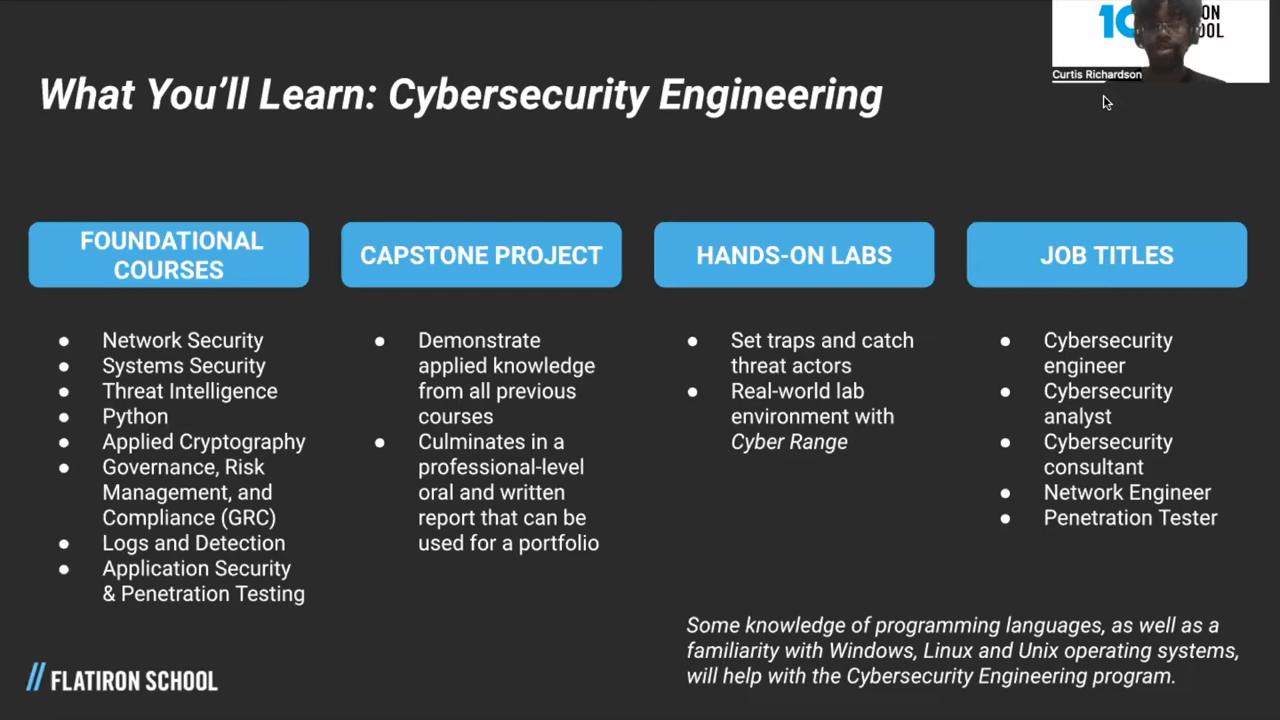 10
ON
OOL
Curtis Richardson
What You'll Learn: Cybersecurity Engineering
FOUNDATIONAL
COURSES
Network Security
Systems Security
Threat Intelligence
Python
Applied Cryptography
Governance, Risk
Management, and
Compliance (GRC)
Logs and Detection
Application Security
& Penetration Testing
CAPSTONE PROJECT
Demonstrate
applied knowledge
from all previous
courses
Culminates in a
professional-level
oral and written
report that can be
used for a portfolio
HANDS-ON LABS
Set traps and catch
threat actors
Real-world lab
environment with
Cyber Range
JOB TITLES
Cybersecurity
engineer
Cybersecurity
analyst
Cybersecurity
consultant
Network Engineer
Penetration Tester
Some knowledge of programming languages, as well as a
familiarity with Windows, Linux and Unix operating systems,
will help with the Cybersecurity Engineering program.
// FLATIRON SCHOOL